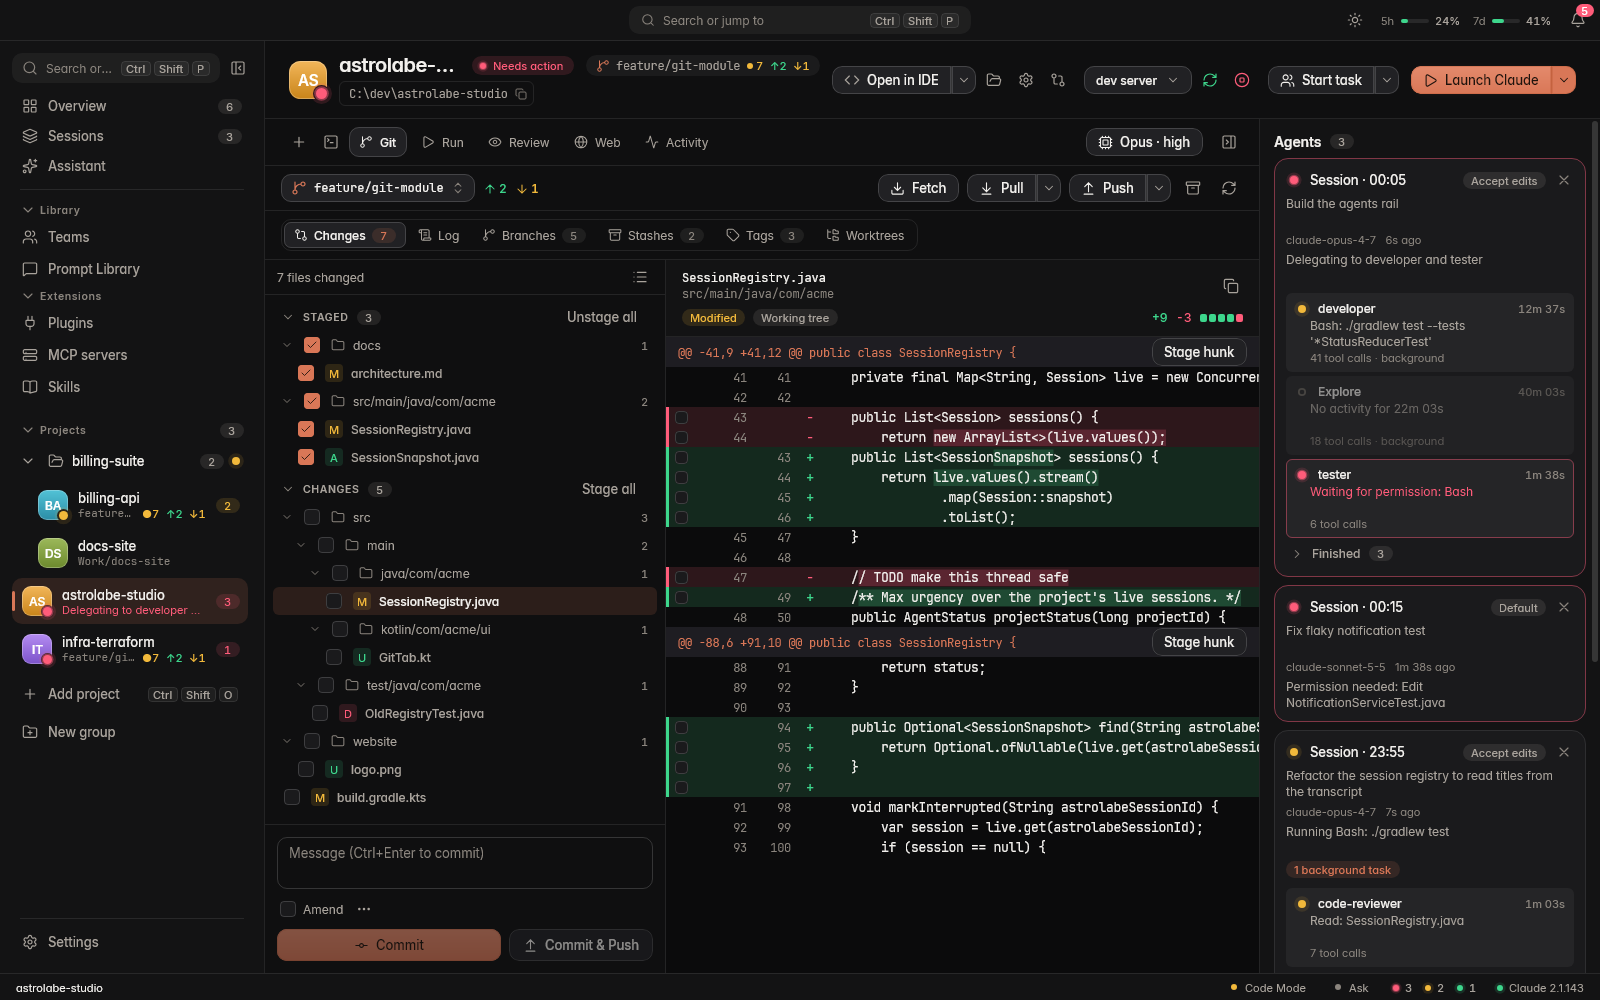 Search or jump to Ctrl Shift P
5h 24% 7d 41% 5
Search or... Ctrl Shift P
Overview 6
Sessions 3
Assistant
Library
Teams
Prompt Library
Extensions
Plugins
MCP servers
Skills
Projects 3
billing-suite 2
BA billing-api
feature... 7 ↑2 ↓1 2
DS docs-site
Work/docs-site
AS astrolabe-studio
Delegating to developer ... 3
IT infra-terraform
feature/gi... 7 ↑2 ↓1 1
Add project Ctrl Shift O
New group
Settings
AS astrolabe-... Needs action feature/git-module 7 ↑2 ↓1
C:\dev\astrolabe-studio
Open in IDE dev server Start task Launch Claude
Git Run Review Web Activity Opus · high
feature/git-module ↑ 2 ↓ 1 Fetch Pull Push
Changes 7 Log Branches 5 Stashes 2 Tags 3 Worktrees
7 files changed
STAGED 3 Unstage all
docs 1
M architecture.md
src/main/java/com/acme 2
M SessionRegistry.java
A SessionSnapshot.java
CHANGES 5 Stage all
src 3
main 2
java/com/acme 1
M SessionRegistry.java
kotlin/com/acme/ui 1
U GitTab.kt
test/java/com/acme 1
D OldRegistryTest.java
website 1
U logo.png
M build.gradle.kts
Message (Ctrl+Enter to commit)
Amend ···
Commit Commit & Push
SessionRegistry.java
src/main/java/com/acme
Modified Working tree +9 -3
@@ -41,9 +41,12 @@ public class SessionRegistry { Stage hunk
41 41 private final Map<String, Session> live = new Concurrer
42 42
43 - public List<Session> sessions() {
44 - return new ArrayList<>(live.values());
43 + public List<SessionSnapshot> sessions() {
44 + return live.values().stream()
45 + .map(Session::snapshot)
46 + .toList();
45 47 }
46 48
47 - // TODO make this thread safe
49 + /** Max urgency over the project's live sessions. */
48 50 public AgentStatus projectStatus(long projectId) {
@@ -88,6 +91,10 @@ public class SessionRegistry { Stage hunk
88 91 return status;
89 92 }
90 93
94 + public Optional<SessionSnapshot> find(String astrolabeS
95 + return Optional.ofNullable(live.get(astrolabeSessio
96 + }
97 +
91 98 void markInterrupted(String astrolabeSessionId) {
92 99 var session = live.get(astrolabeSessionId);
93 100 if (session == null) {
Agents 3
Session · 00:05 Accept edits
Build the agents rail
claude-opus-4-7 6s ago
Delegating to developer and tester
developer 12m 37s
Bash: ./gradlew test --tests
'*StatusReducerTest'
41 tool calls · background
Explore 40m 03s
No activity for 22m 03s
18 tool calls · background
tester 1m 38s
Waiting for permission: Bash
6 tool calls
Finished 3
Session · 00:15 Default
Fix flaky notification test
claude-sonnet-5-5 1m 38s ago
Permission needed: Edit
NotificationServiceTest.java
Session · 23:55 Accept edits
Refactor the session registry to read titles from
the transcript
claude-opus-4-7 7s ago
Running Bash: ./gradlew test
1 background task
code-reviewer 1m 03s
Read: SessionRegistry.java
7 tool calls
astrolabe-studio Code Mode Ask 3 2 1 Claude 2.1.143